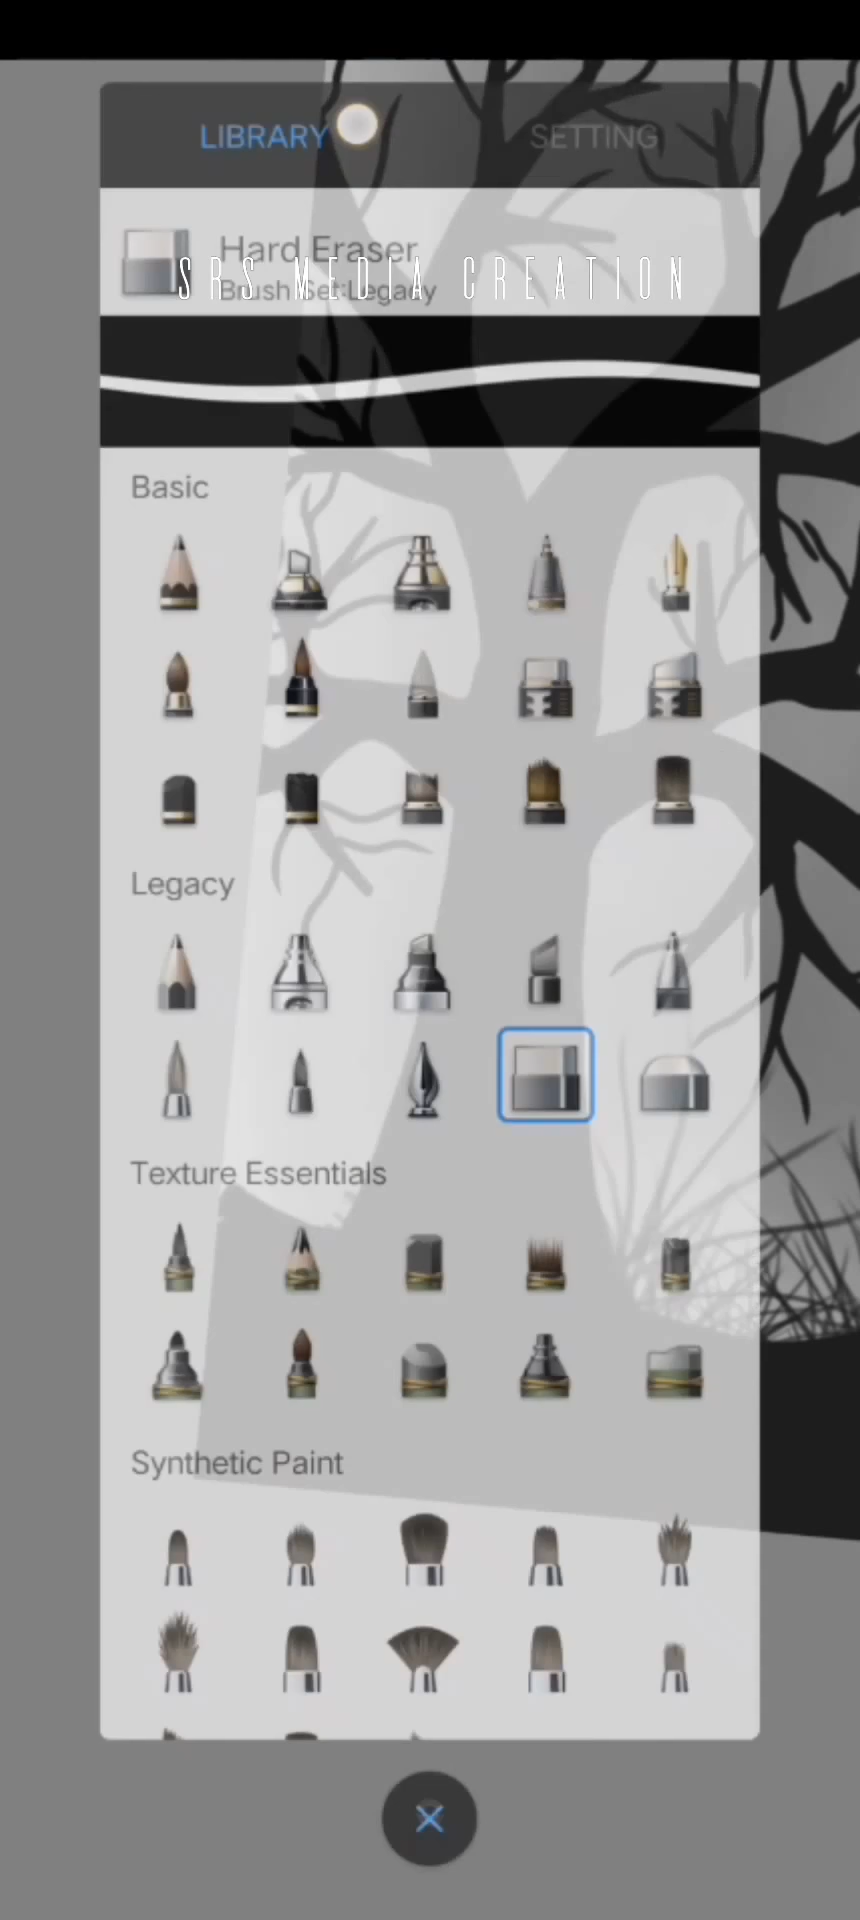 LIBRARY SETTING
Hard Eraser
SRS MEDIA CREATION
Brush Set:Legacy
Basic
Legacy
Texture Essentials
Synthetic Paint